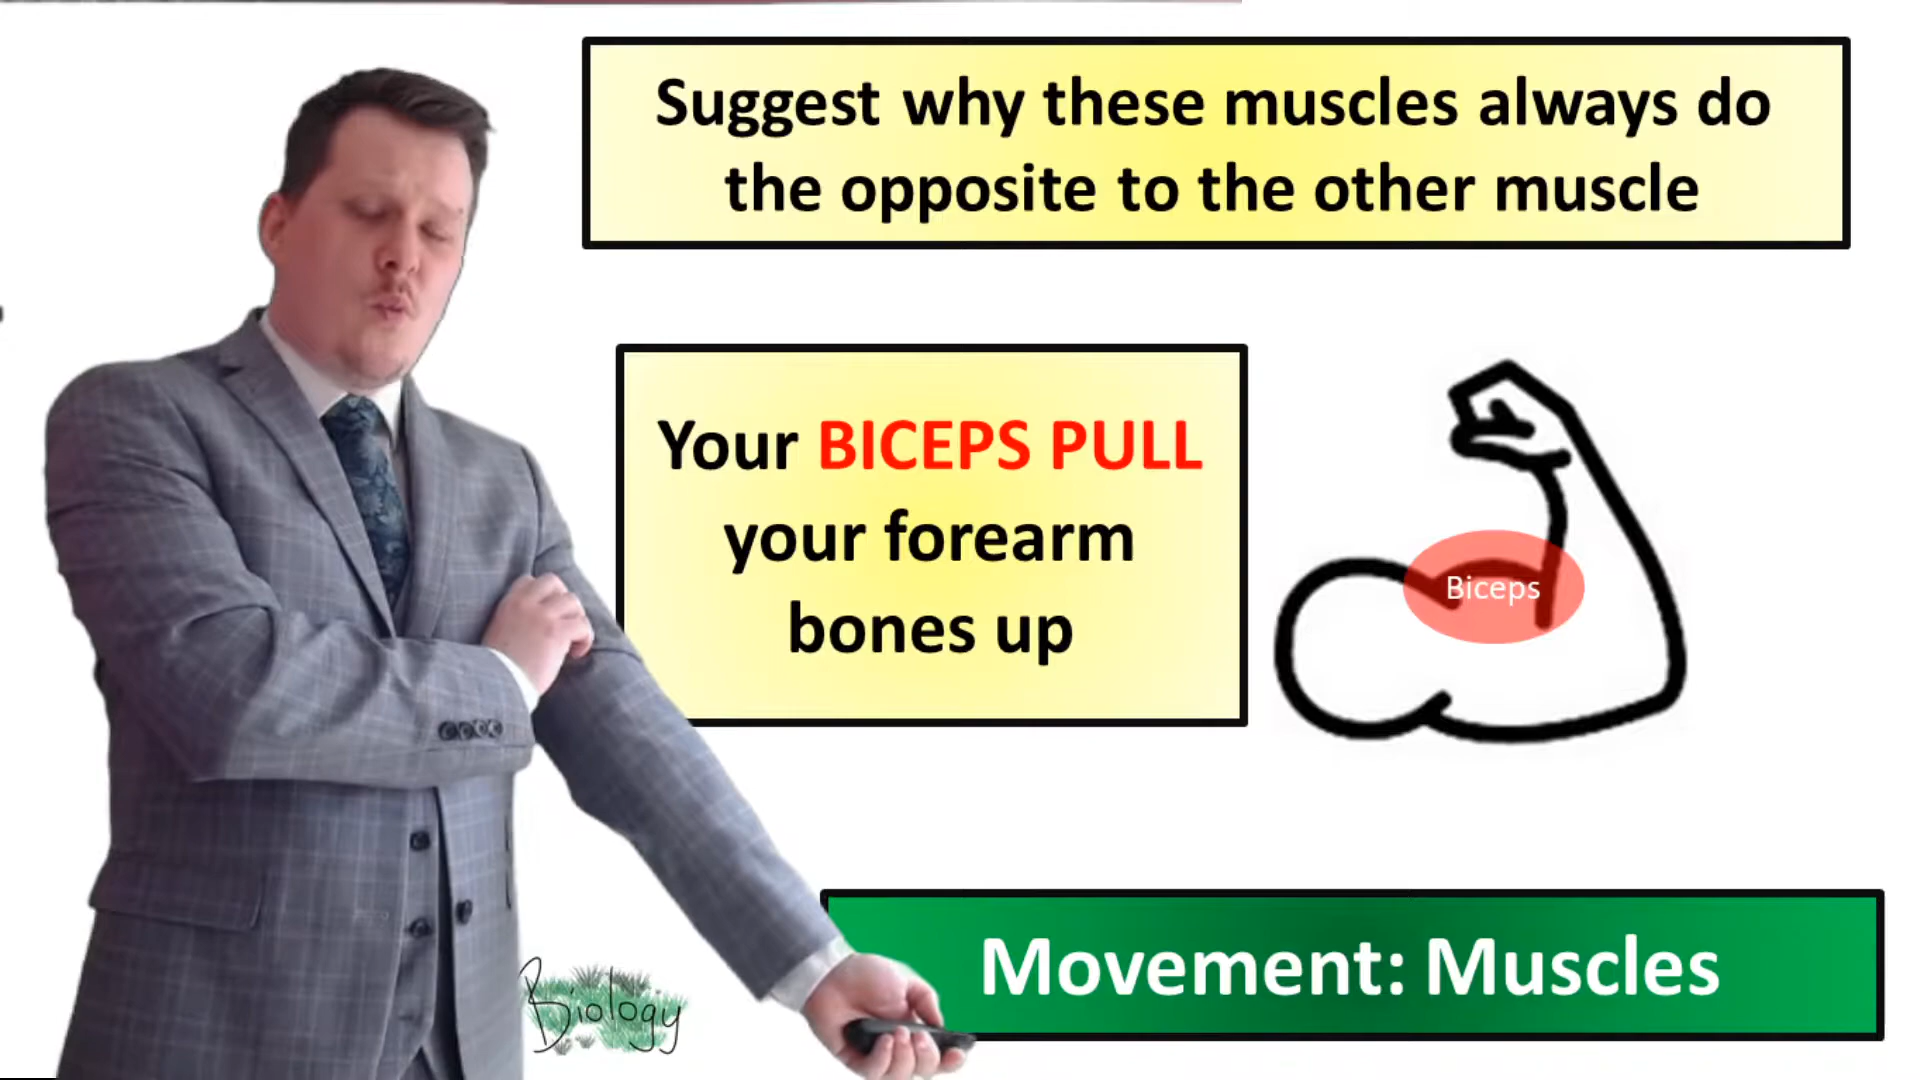 Suggest why these muscles always do
the opposite to the other muscle
Your BICEPS PULL
your forearm
bones up
Biceps
Movement: Muscles
Biology